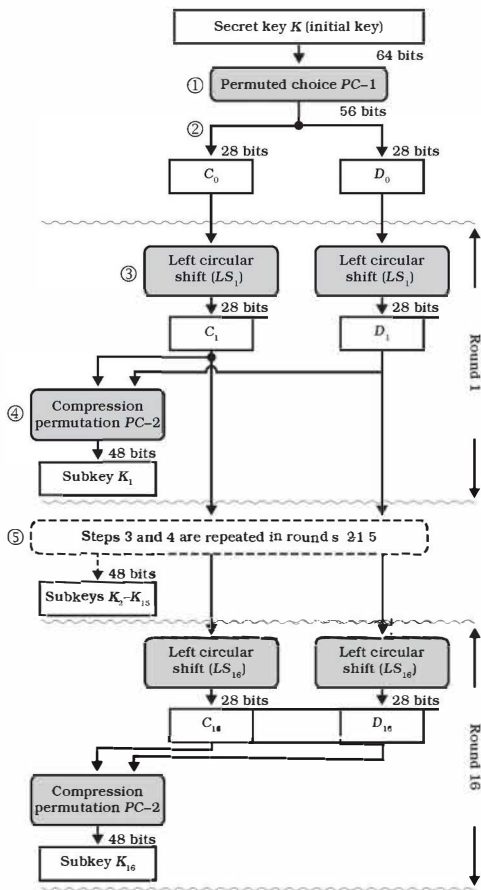 Secret key K (initial key)
64 bits
① Permuted choice PC–1
56 bits
②
28 bits 28 bits
C₀ D₀
③ Left circular
shift (LS₁)
Left circular
shift (LS₁)
28 bits 28 bits
C₁ D₁
Round 1
④ Compression
permutation PC–2
48 bits
Subkey K₁
⑤ Steps 3 and 4 are repeated in round s 2-1 5
48 bits
Subkeys K₂–K₁₅
Left circular
shift (LS₁₆)
Left circular
shift (LS₁₆)
28 bits 28 bits
C₁₆ D₁₆
Round 16
Compression
permutation PC–2
48 bits
Subkey K₁₆